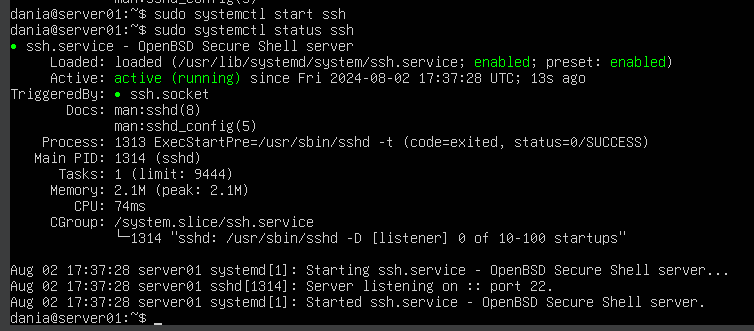 man:sshd_config(5)
dania@server01:~$ sudo systemctl start ssh
dania@server01:~$ sudo systemctl status ssh
● ssh.service - OpenBSD Secure Shell server
     Loaded: loaded (/usr/lib/systemd/system/ssh.service; enabled; preset: enabled)
     Active: active (running) since Fri 2024-08-02 17:37:28 UTC; 13s ago
TriggeredBy: ● ssh.socket
       Docs: man:sshd(8)
             man:sshd_config(5)
    Process: 1313 ExecStartPre=/usr/sbin/sshd -t (code=exited, status=0/SUCCESS)
   Main PID: 1314 (sshd)
      Tasks: 1 (limit: 9444)
     Memory: 2.1M (peak: 2.1M)
        CPU: 74ms
     CGroup: /system.slice/ssh.service
             └─1314 "sshd: /usr/sbin/sshd -D [listener] 0 of 10-100 startups"

Aug 02 17:37:28 server01 systemd[1]: Starting ssh.service - OpenBSD Secure Shell server...
Aug 02 17:37:28 server01 sshd[1314]: Server listening on :: port 22.
Aug 02 17:37:28 server01 systemd[1]: Started ssh.service - OpenBSD Secure Shell server.
dania@server01:~$ _